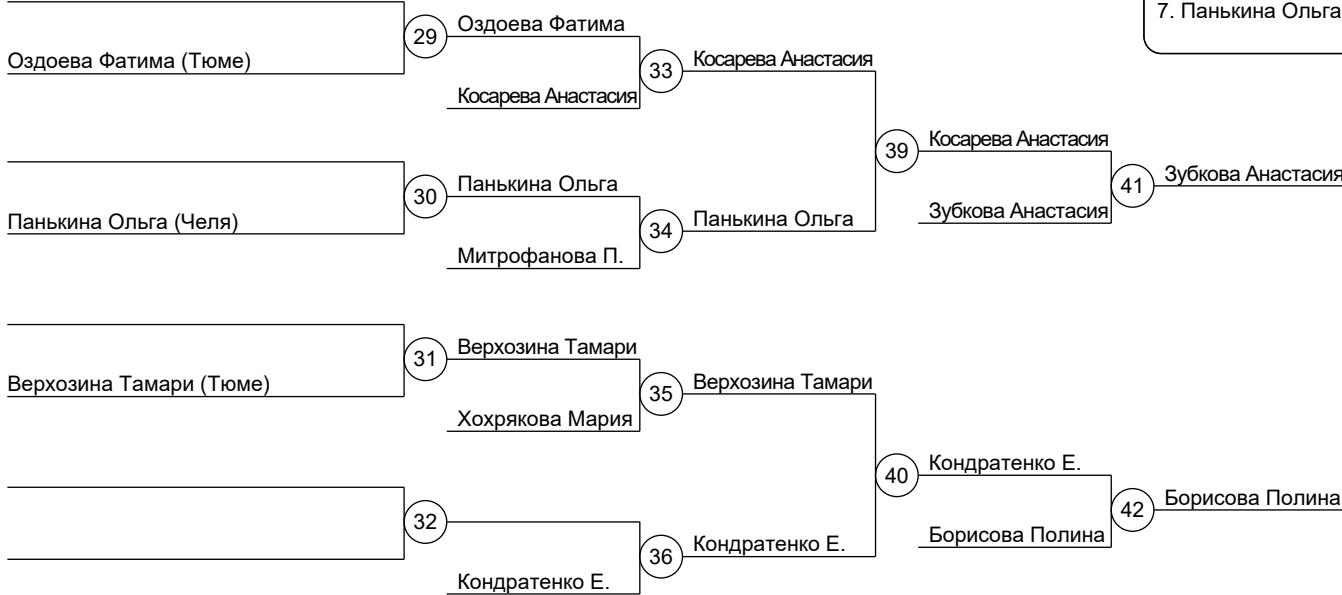 7. Панькина Ольга
29
Оздоева Фатима
Оздоева Фатима (Тюме)
33
Косарева Анастасия
Косарева Анастасия
39
Косарева Анастасия
30
Панькина Ольга
41
Зубкова Анастасия
Панькина Ольга (Челя)
34
Панькина Ольга
Зубкова Анастасия
Митрофанова П.
31
Верхозина Тамари
Верхозина Тамари (Тюме)
35
Верхозина Тамари
Хохрякова Мария
40
Кондратенко Е.
42
Борисова Полина
32
Борисова Полина
36
Кондратенко Е.
Кондратенко Е.